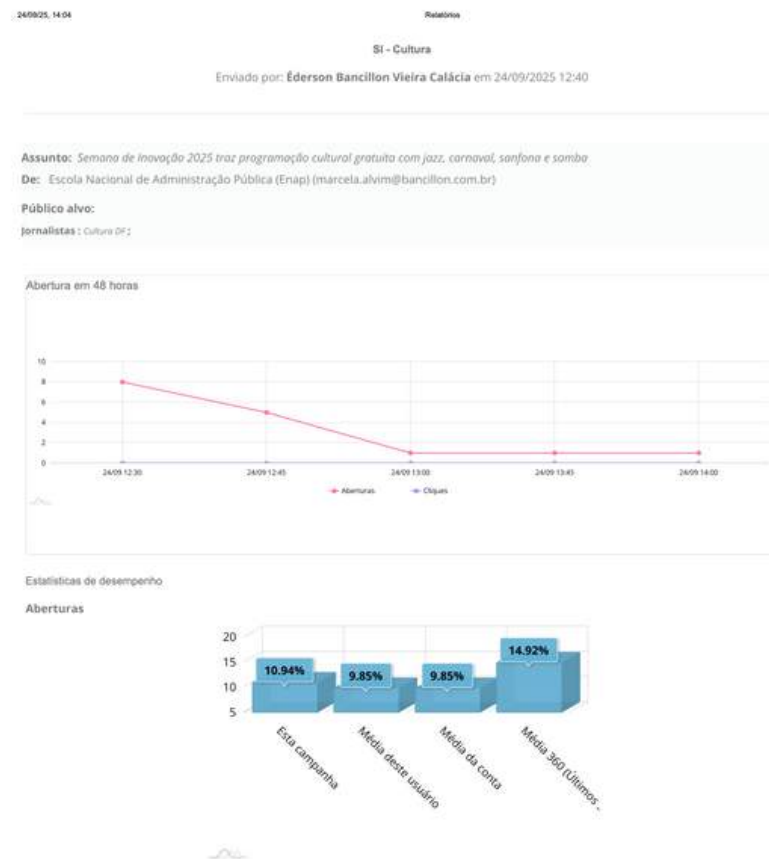 24/09/25, 14:04 Relatórios
SI - Cultura
Enviado por: Éderson Bancillon Vieira Calácia em 24/09/2025 12:40
Assunto: Semana de Inovação 2025 traz programação cultural gratuita com jazz, carnaval, sanfona e samba
De: Escola Nacional de Administração Pública (Enap) (marcela.alvim@bancillon.com.br)
Público alvo:
Jornalistas : Cultura DF ;
Abertura em 48 horas
10
8
6
4
2
0
24/09 12:30 24/09 12:45 24/09 13:00 24/09 13:45 24/09 14:00
Aberturas Cliques
Estatísticas de desempenho
Aberturas
20
15
10
5
10.94% 9.85% 9.85% 14.92%
Esta campanha
Média deste usuário
Média da conta
Média 360 (Últimos ..